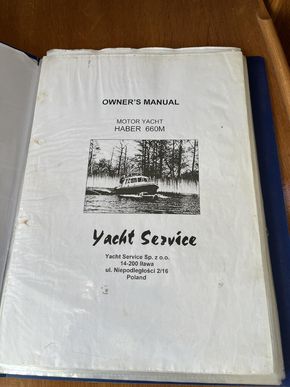 OWNER'S MANUAL
MOTOR YACHT
HABER 660M
Yacht Service
Yacht Service Sp. z o.o.
14-200 Iława
ul. Niepodległości 2/16
Poland